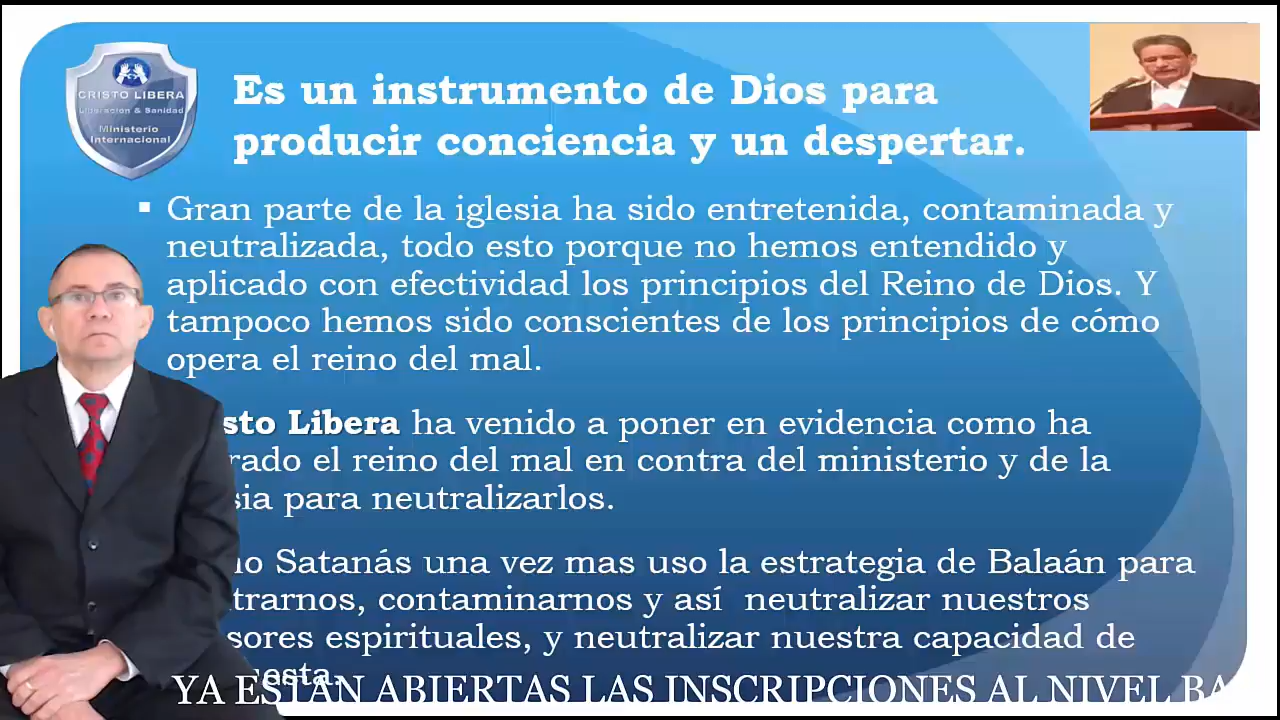 CRISTO LIBERA
Liberación & Sanidad
Ministerio
Internacional
Es un instrumento de Dios para
producir conciencia y un despertar.
Gran parte de la iglesia ha sido entretenida, contaminada y
neutralizada, todo esto porque no hemos entendido y
aplicado con efectividad los principios del Reino de Dios. Y
tampoco hemos sido conscientes de los principios de cómo
opera el reino del mal.
sto Libera ha venido a poner en evidencia como ha
rado el reino del mal en contra del ministerio y de la
sia para neutralizarlos.
no Satanás una vez mas uso la estrategia de Balaán para
trarnos, contaminarnos y así neutralizar nuestros
sores espirituales, y neutralizar nuestra capacidad de
esta.
YA ESTAN ABIERTAS LAS INSCRIPCIONES AL NIVEL BA